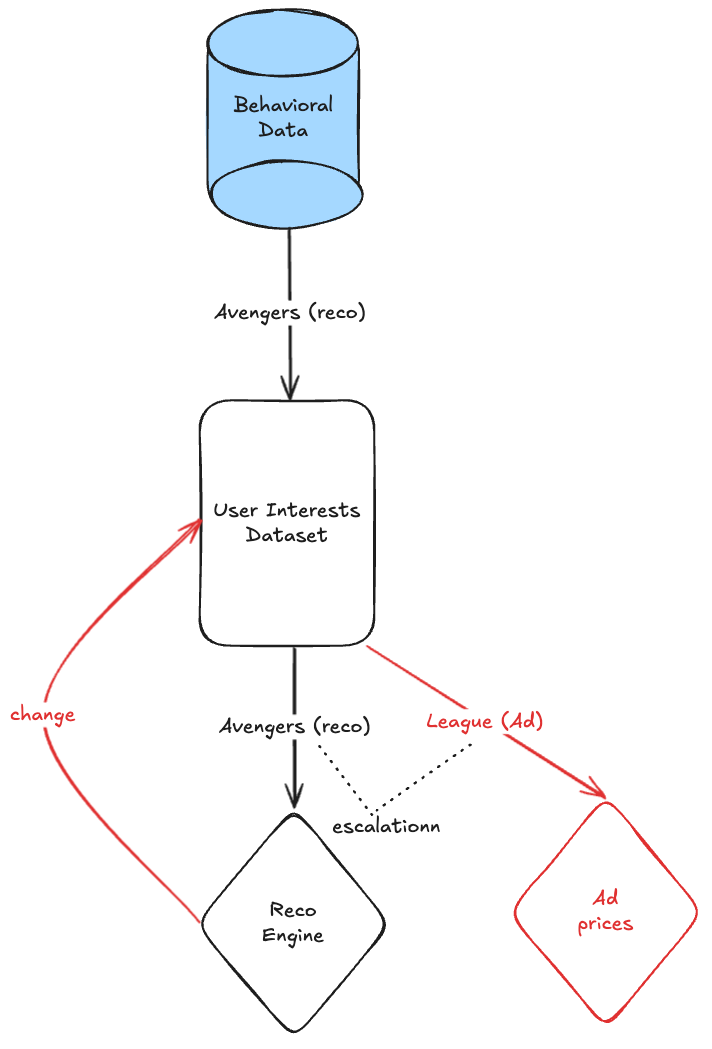 Behavioral
Data
Avengers (reco)
User Interests
Dataset
change
Avengers (reco)
League (Ad)
escalationn
Reco
Engine
Ad
prices